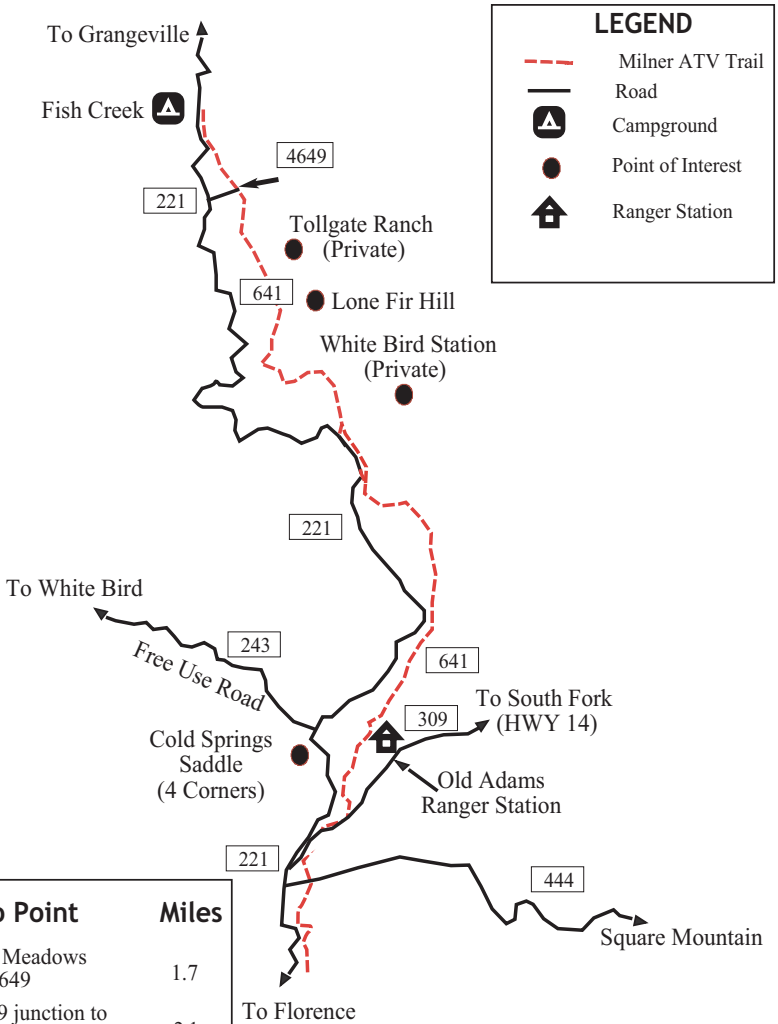 To Grangeville
LEGEND
Milner ATV Trail
Road
Campground
Point of Interest
Ranger Station
Fish Creek
4649
221
Tollgate Ranch
(Private)
641
Lone Fir Hill
White Bird Station
(Private)
221
To White Bird
243
Free Use Road
641
To South Fork
(HWY 14)
309
Cold Springs
Saddle
(4 Corners)
Old Adams
Ranger Station
221
444
Square Mountain
To Florence
Point Miles
Meadows
649
1.7
9 junction to